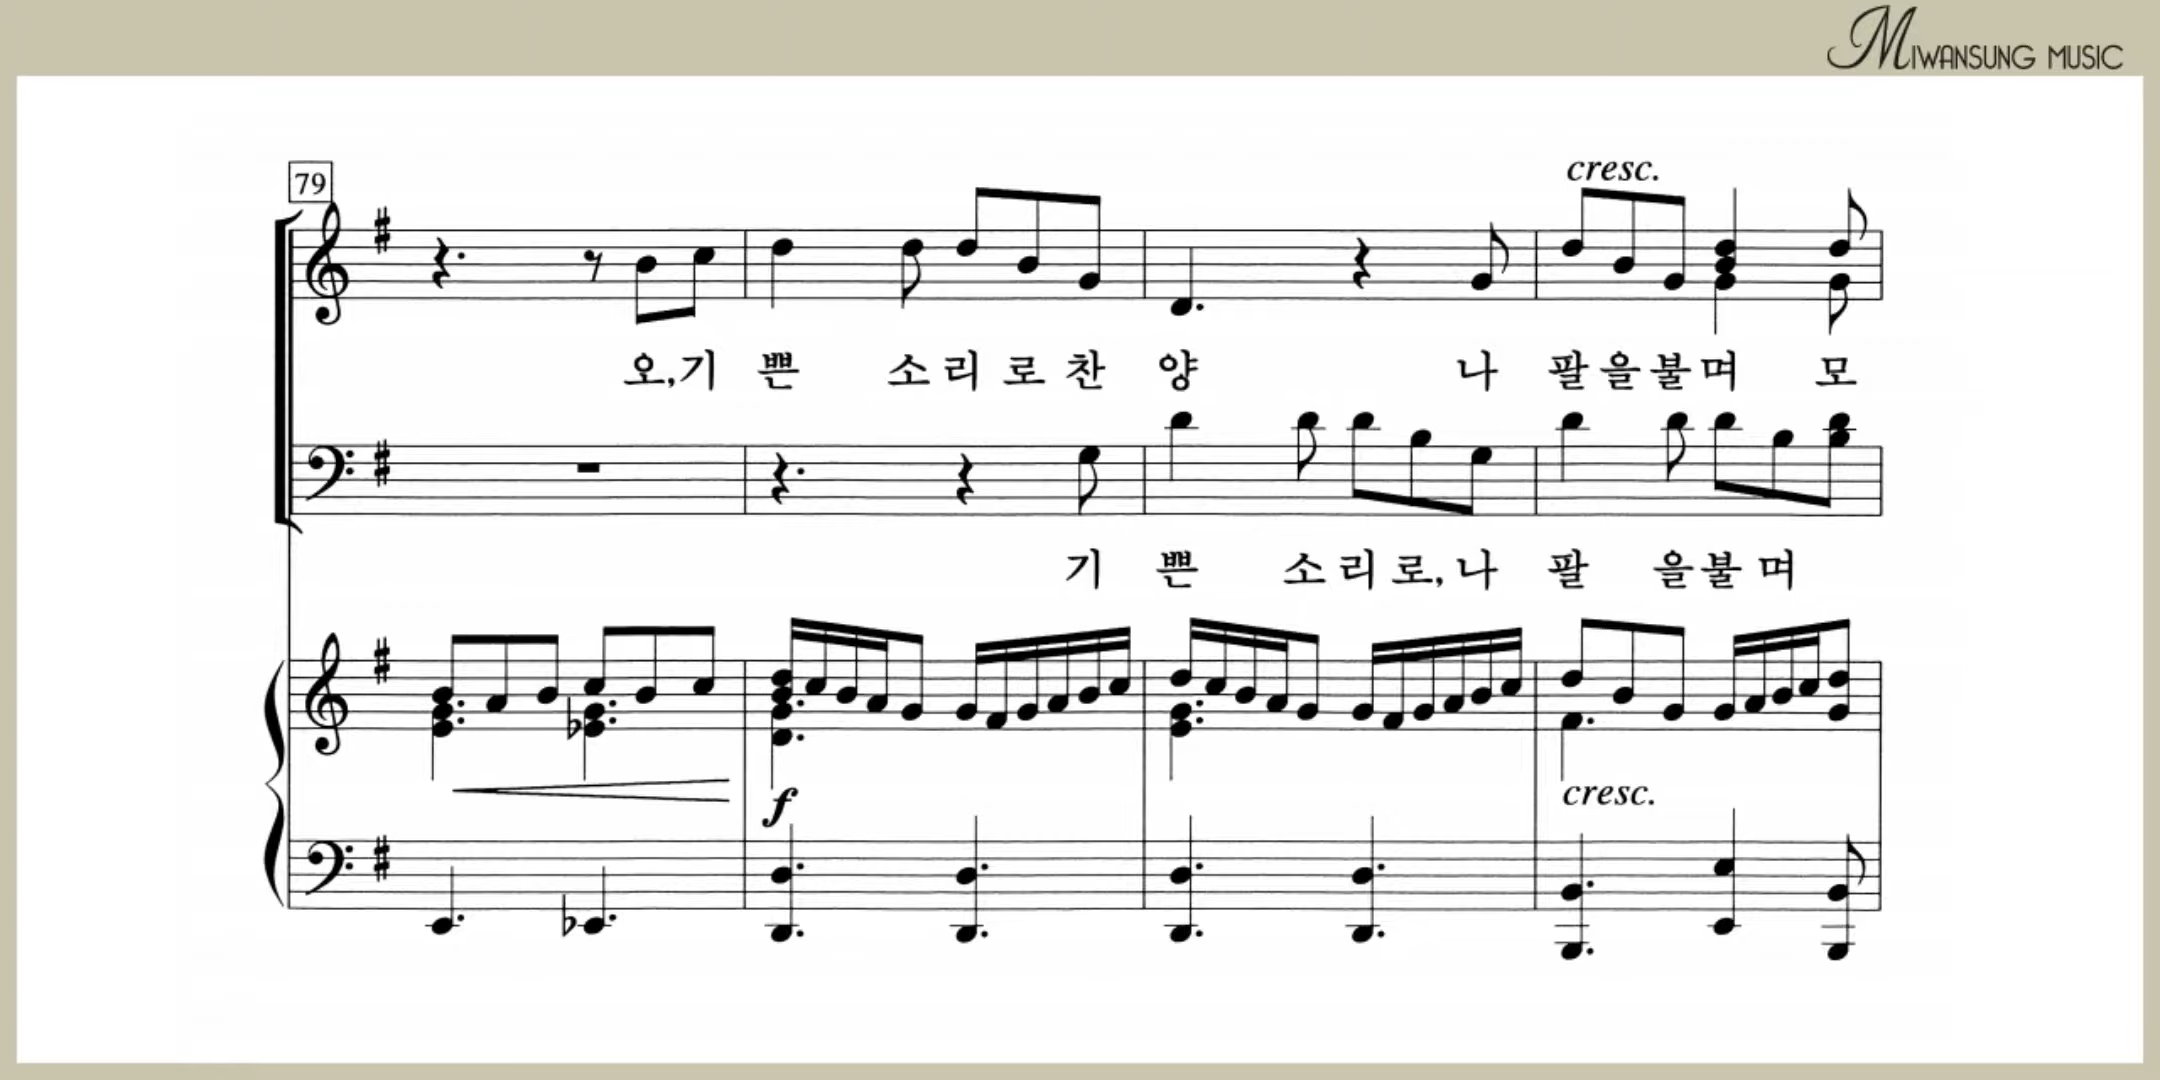 MIWANSUNG MUSIC
79
cresc.
오,기 쁜 소리로찬 양 나 팔을불며 모
기 쁜 소리로,나 팔 을불며
f
cresc.